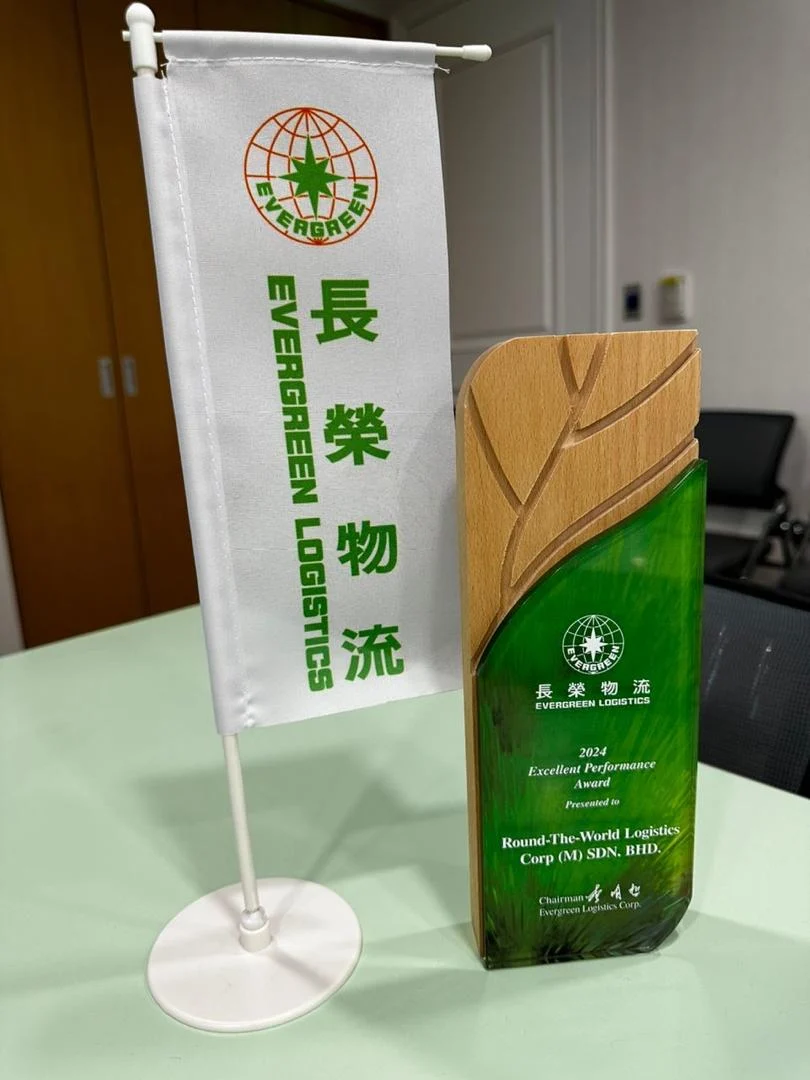 EVERGREEN
長榮物流
EVERGREEN LOGISTICS
EVERGREEN
長榮物流
EVERGREEN LOGISTICS
2024
Excellent Performance
Award
Presented to
Round-The-World Logistics
Corp (M) SDN. BHD.
Chairman
Evergreen Logistics Corp.